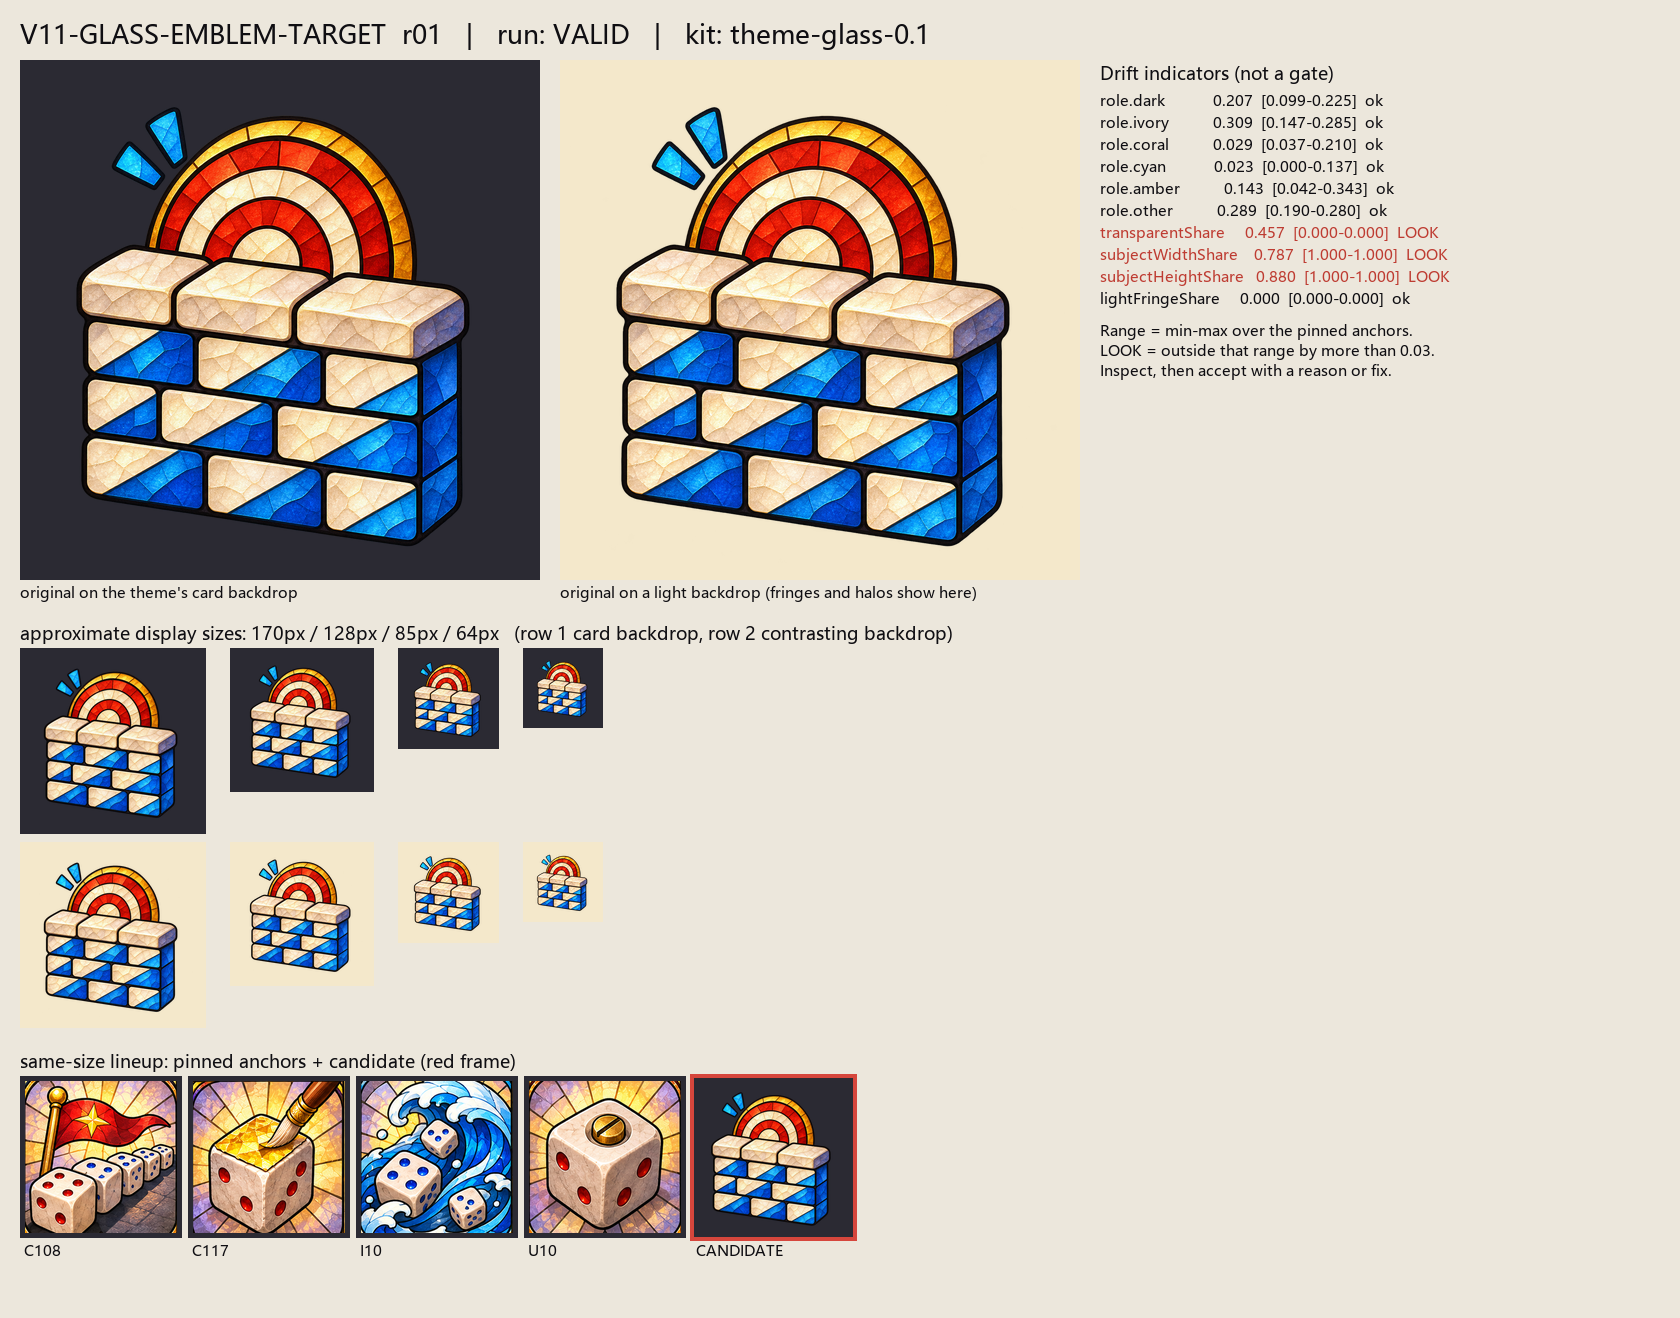 V11-GLASS-EMBLEM-TARGET r01 | run: VALID | kit: theme-glass-0.1
Drift indicators (not a gate)
role.dark 0.207 [0.099-0.225] ok
role.ivory 0.309 [0.147-0.285] ok
role.coral 0.029 [0.037-0.210] ok
role.cyan 0.023 [0.000-0.137] ok
role.amber 0.143 [0.042-0.343] ok
role.other 0.289 [0.190-0.280] ok
transparentShare 0.457 [0.000-0.000] LOOK
subjectWidthShare 0.787 [1.000-1.000] LOOK
subjectHeightShare 0.880 [1.000-1.000] LOOK
lightFringeShare 0.000 [0.000-0.000] ok
Range = min-max over the pinned anchors.
LOOK = outside that range by more than 0.03.
Inspect, then accept with a reason or fix.
original on the theme's card backdrop
original on a light backdrop (fringes and halos show here)
approximate display sizes: 170px / 128px / 85px / 64px (row 1 card backdrop, row 2 contrasting backdrop)
same-size lineup: pinned anchors + candidate (red frame)
C108
C117
I10
U10
CANDIDATE